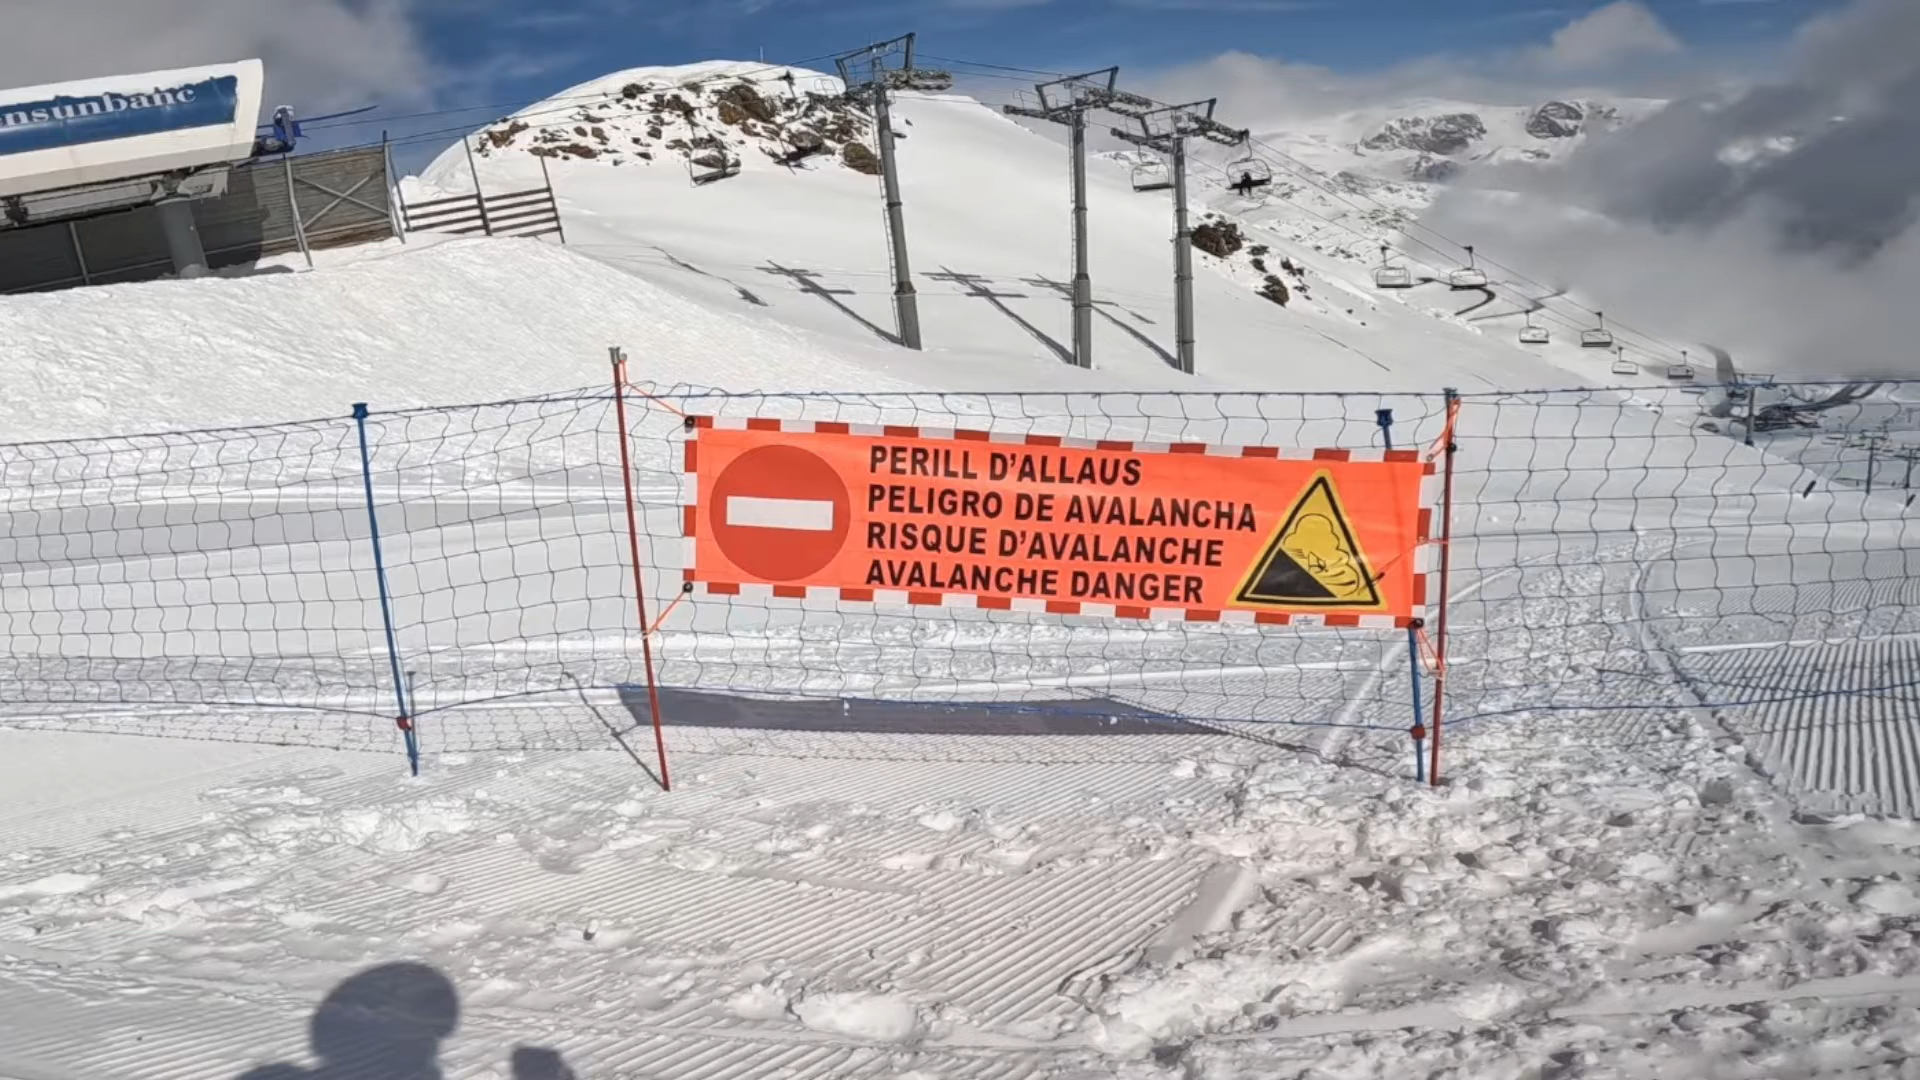 ensunbanc
PERILL D'ALLAUS
PELIGRO DE AVALANCHA
RISQUE D'AVALANCHE
AVALANCHE DANGER